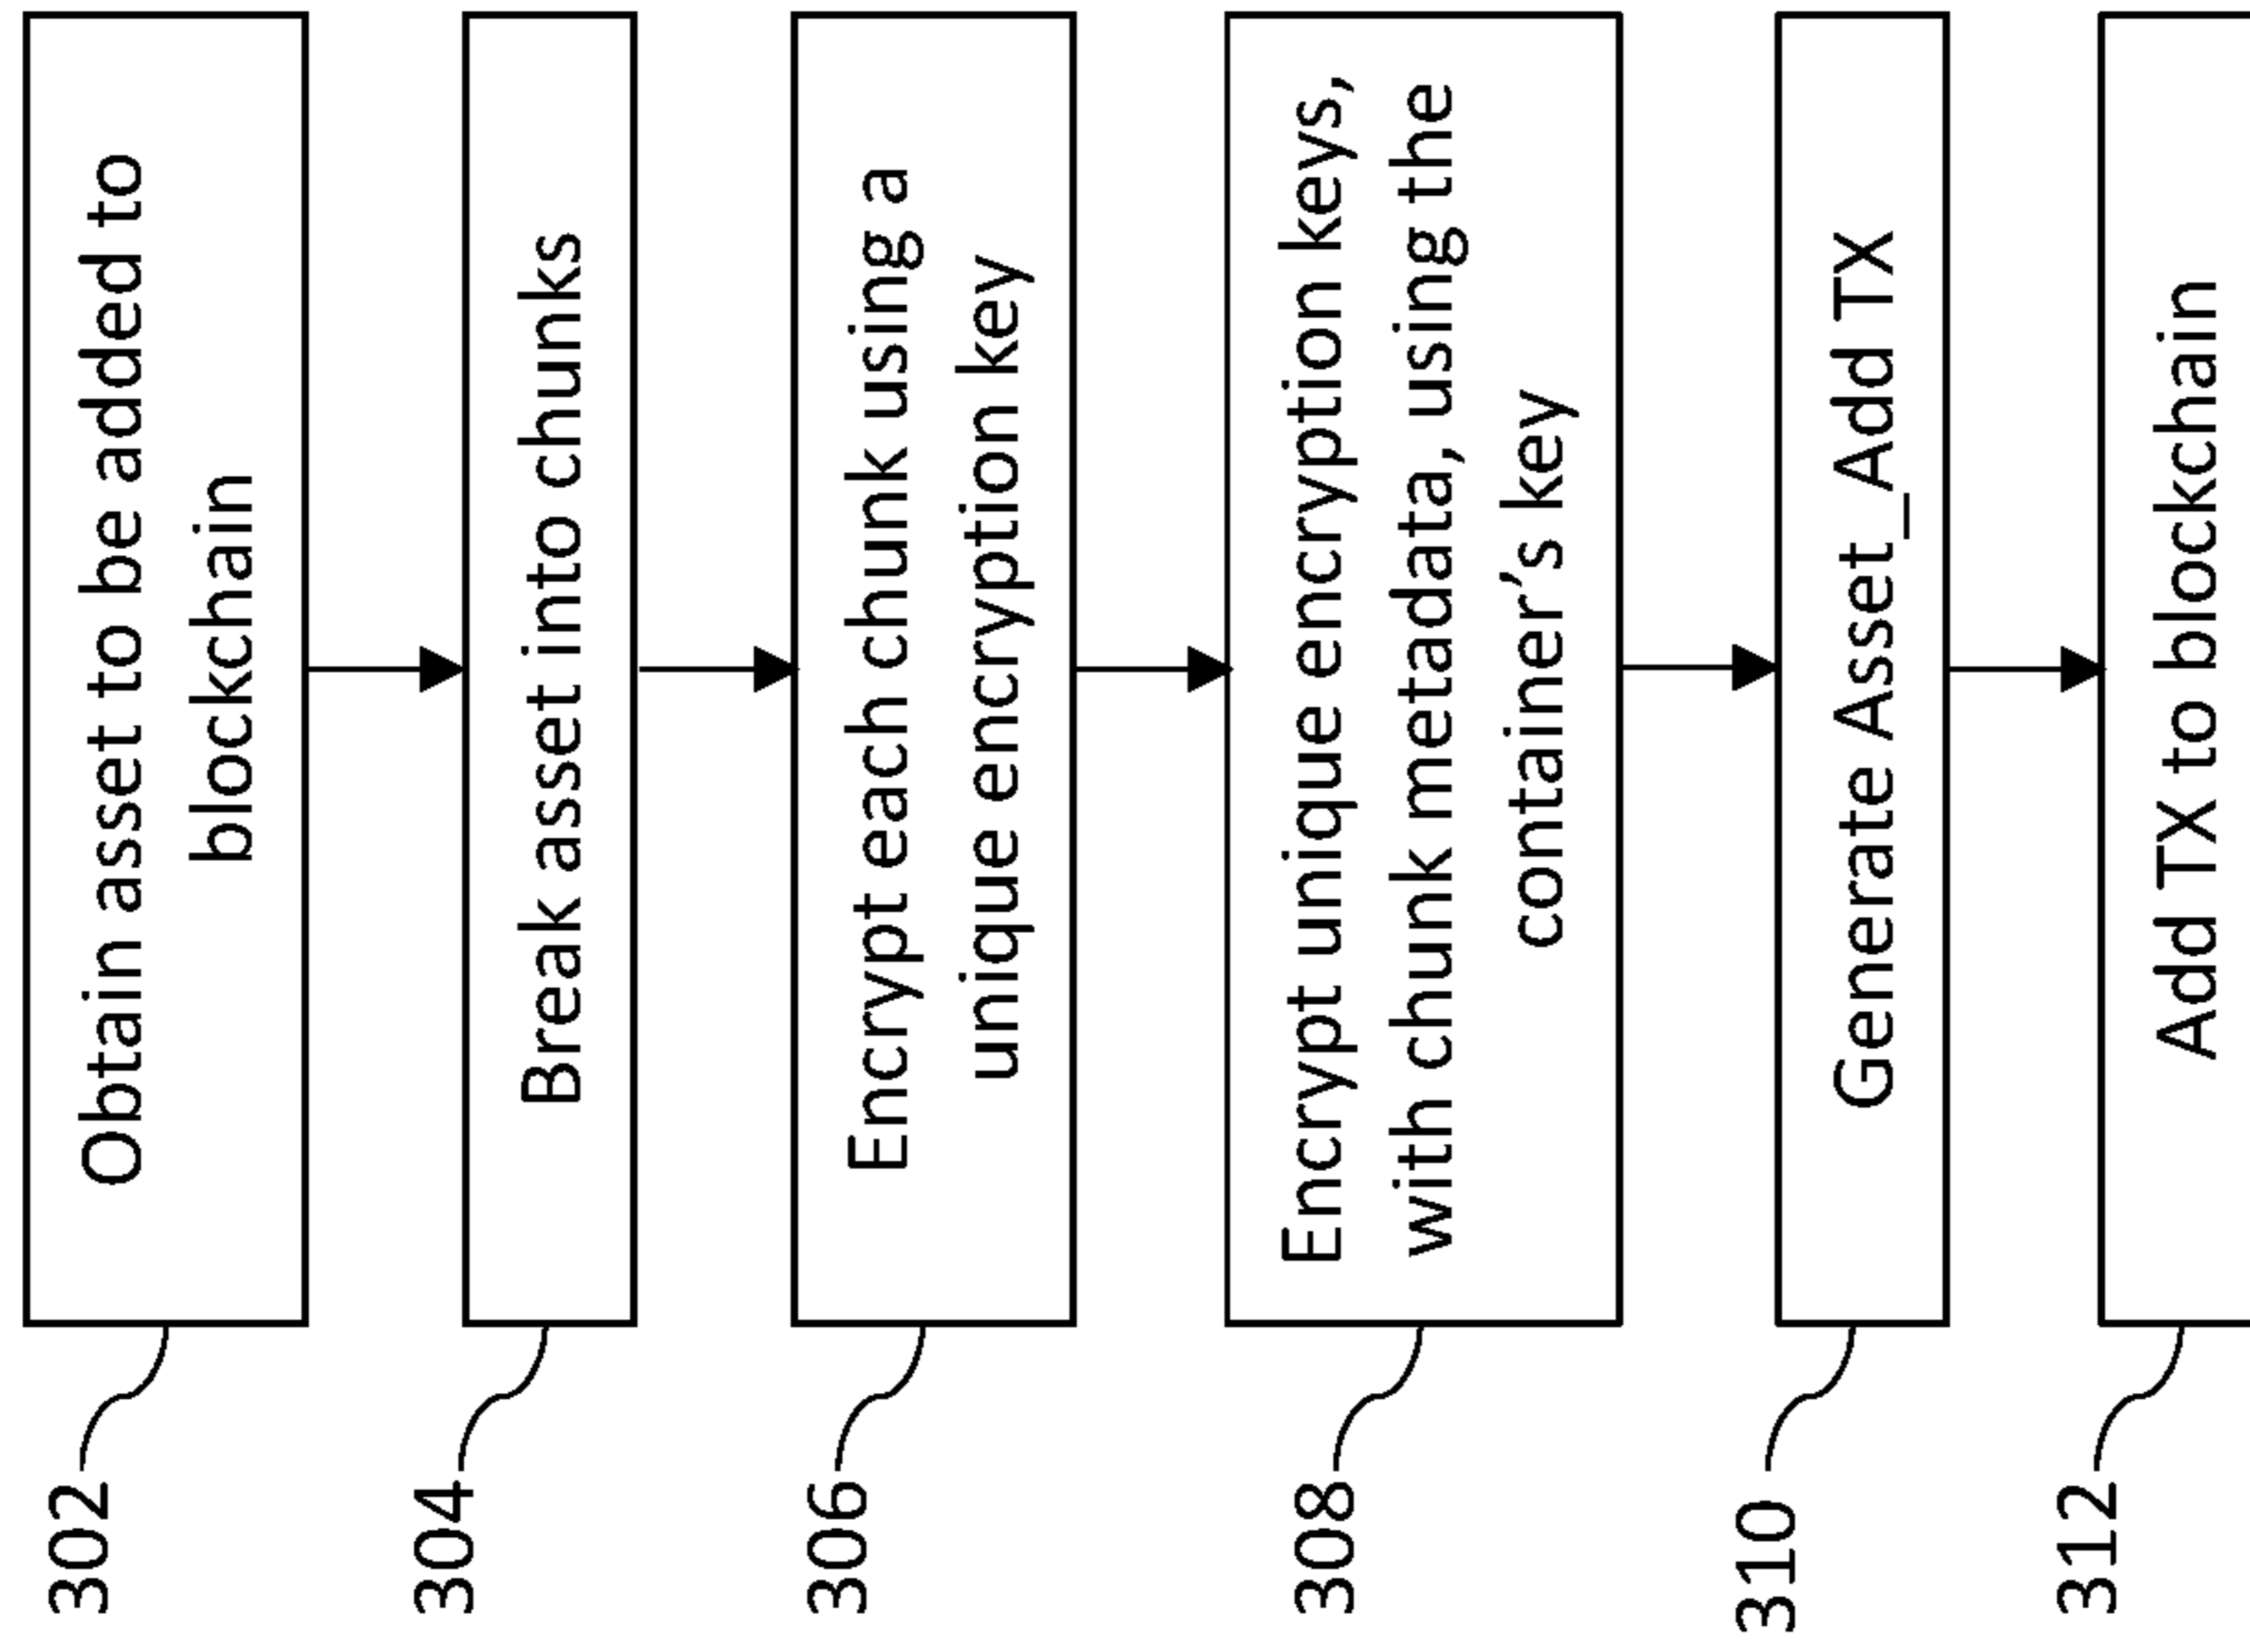 302
Obtain asset to be added to
blockchain
304
Break asset into chunks
306
Encrypt each chunk using a
unique encryption key
308
Encrypt unique encryption keys,
with chunk metadata, using the
container’s key
310
Generate Asset_Add TX
312
Add TX to blockchain